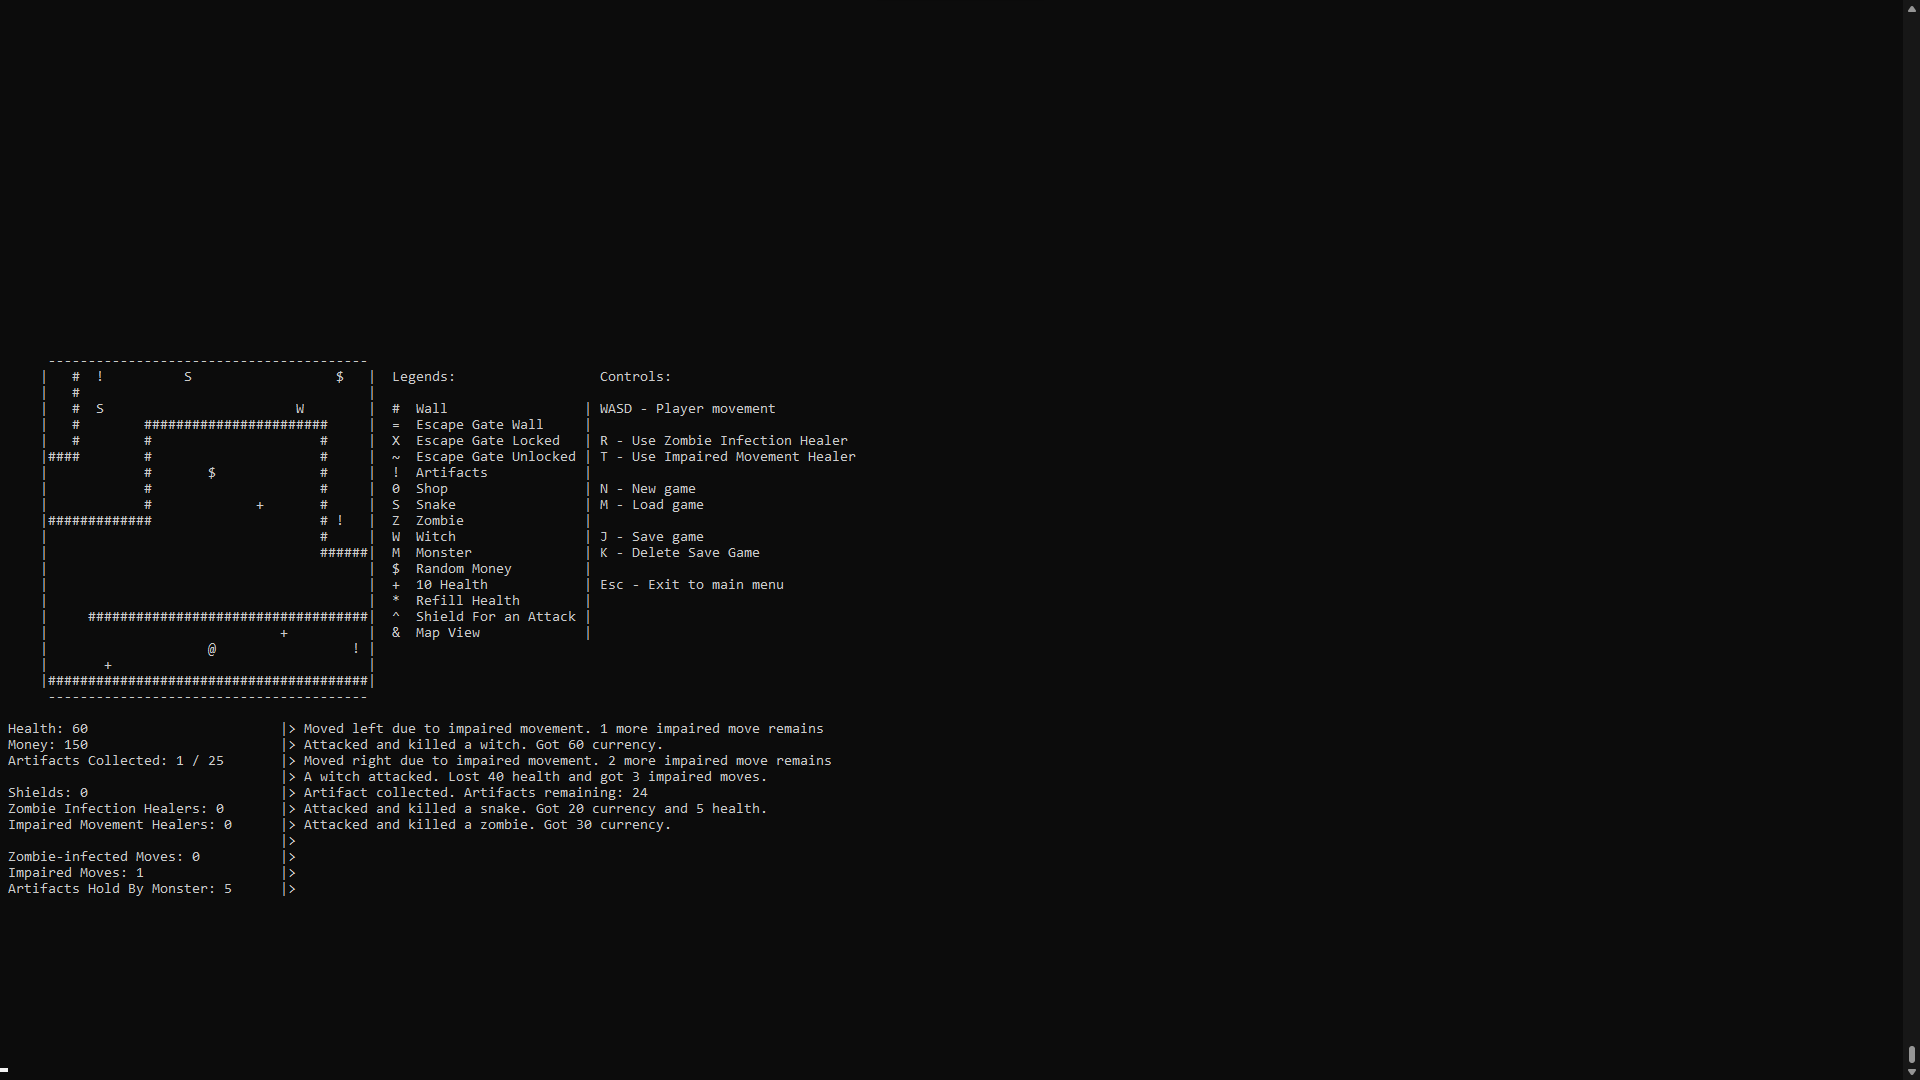 ----------------------------------------
    |   #  !          S                  $   |  Legends:                  Controls:
    |   #                                    |
    |   #  S                        W        |  #  Wall                 | WASD - Player movement
    |   #        #######################     |  =  Escape Gate Wall     |
    |   #        #                     #     |  X  Escape Gate Locked   | R - Use Zombie Infection Healer
    |####        #                     #     |  ~  Escape Gate Unlocked | T - Use Impaired Movement Healer
    |            #       $             #     |  !  Artifacts            |
    |            #                     #     |  0  Shop                 | N - New game
    |            #             +       #     |  S  Snake                | M - Load game
    |#############                     # !   |  Z  Zombie               |
    |                                  #     |  W  Witch                | J - Save game
    |                                  ######|  M  Monster              | K - Delete Save Game
    |                                        |  $  Random Money         |
    |                                        |  +  10 Health            | Esc - Exit to main menu
    |                                        |  *  Refill Health        |
    |     ###################################|  ^  Shield For an Attack |
    |                             +          |  &  Map View             |
    |                    @                 ! |
    |       +                                |
    |########################################|
     ----------------------------------------
Health: 60                        |> Moved left due to impaired movement. 1 more impaired move remains
Money: 150                        |> Attacked and killed a witch. Got 60 currency.
Artifacts Collected: 1 / 25       |> Moved right due to impaired movement. 2 more impaired move remains
                                  |> A witch attacked. Lost 40 health and got 3 impaired moves.
Shields: 0                        |> Artifact collected. Artifacts remaining: 24
Zombie Infection Healers: 0       |> Attacked and killed a snake. Got 20 currency and 5 health.
Impaired Movement Healers: 0      |> Attacked and killed a zombie. Got 30 currency.
                                  |>
Zombie-infected Moves: 0          |>
Impaired Moves: 1                 |>
Artifacts Hold By Monster: 5      |>